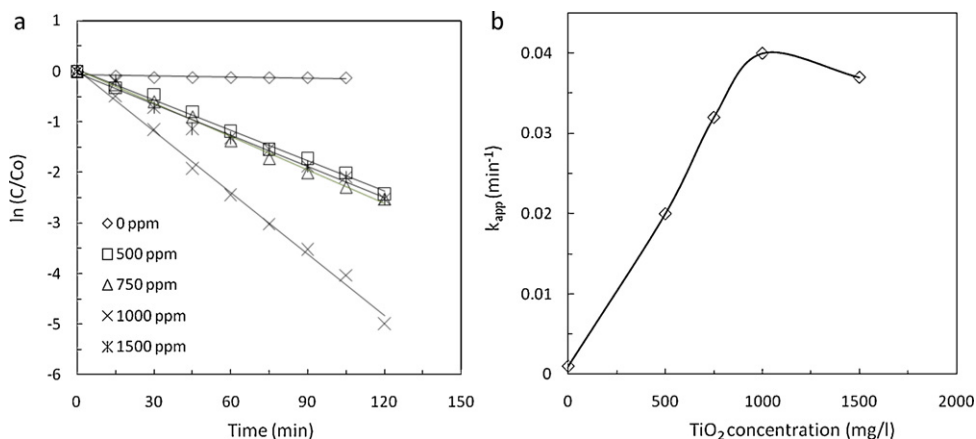 a
1
0
-1
-2
-3
-4
-5
-6
ln (C/Co)
0 ppm
500 ppm
750 ppm
1000 ppm
1500 ppm
0 30 60 90 120 150
Time (min)
b
0.04
0.03
0.02
0.01
0
k_app (min⁻¹)
0 500 1000 1500 2000
TiO₂ concentration (mg/l)